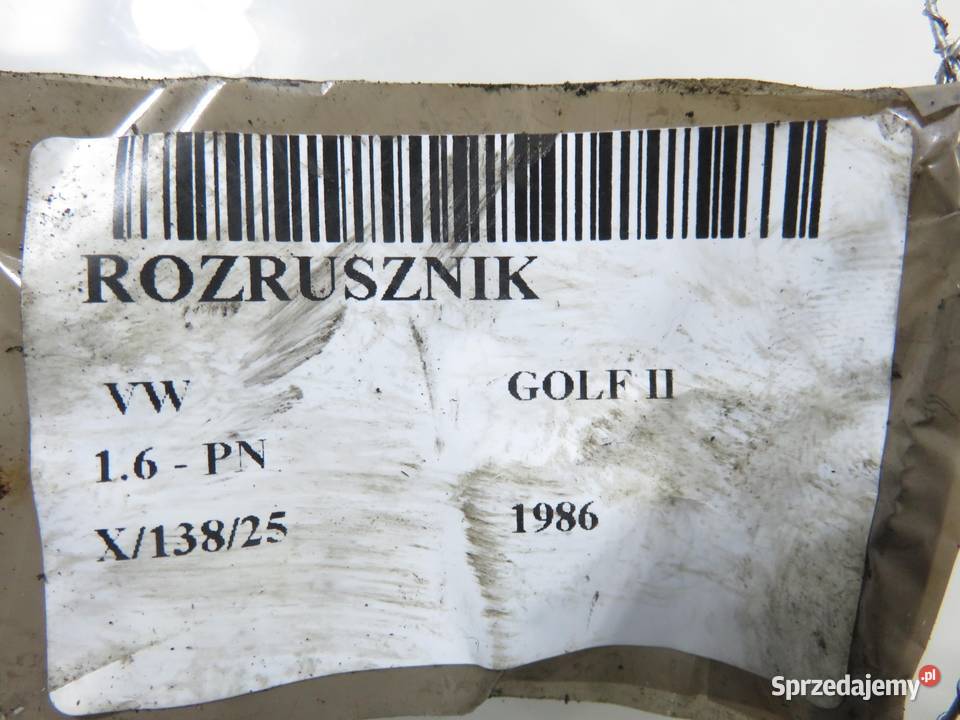 ROZRUSZNIK
VW GOLF II
1.6 - PN
X/138/25 1986
Sprzedajemy.pl